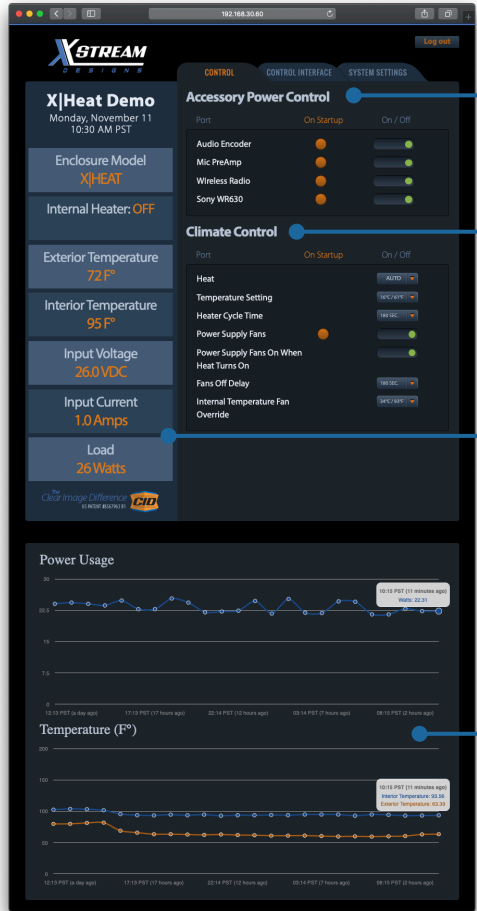 192.168.30.60
Log out
XSTREAM
DESIGNS
CONTROL
CONTROL INTERFACE
SYSTEM SETTINGS
X|Heat Demo
Monday, November 11
10:30 AM PST
Enclosure Model
X|HEAT
Internal Heater: OFF
Exterior Temperature
72 F°
Interior Temperature
95 F°
Input Voltage
26.0 VDC
Input Current
1.0 Amps
Load
26 Watts
The
Clear Image Difference CID
Accessory Power Control
Port On Startup On / Off
Audio Encoder
Mic PreAmp
Wireless Radio
Sony WR630
Climate Control
Port On Startup On / Off
Heat AUTO
Temperature Setting 16°C / 61°F
Heater Cycle Time 180 SEC.
Power Supply Fans
Power Supply Fans On When
Heat Turns On
Fans Off Delay 180 SEC.
Internal Temperature Fan
Override
Power Usage
30
22.5
15
7.5
0
10:15 PST (11 minutes ago)
Watts: 22.31
12:13 PST (a day ago) 17:13 PST (17 hours ago) 22:14 PST (12 hours ago) 03:14 PST (7 hours ago) 08:15 PST (2 hours ago)
Temperature (F°)
200
150
100
50
0
10:15 PST (11 minutes ago)
Interior Temperature: 93.56
Exterior Temperature: 63.39
12:13 PST (a day ago) 17:13 PST (17 hours ago) 22:14 PST (12 hours ago) 03:14 PST (7 hours ago) 08:15 PST (2 hours ago)